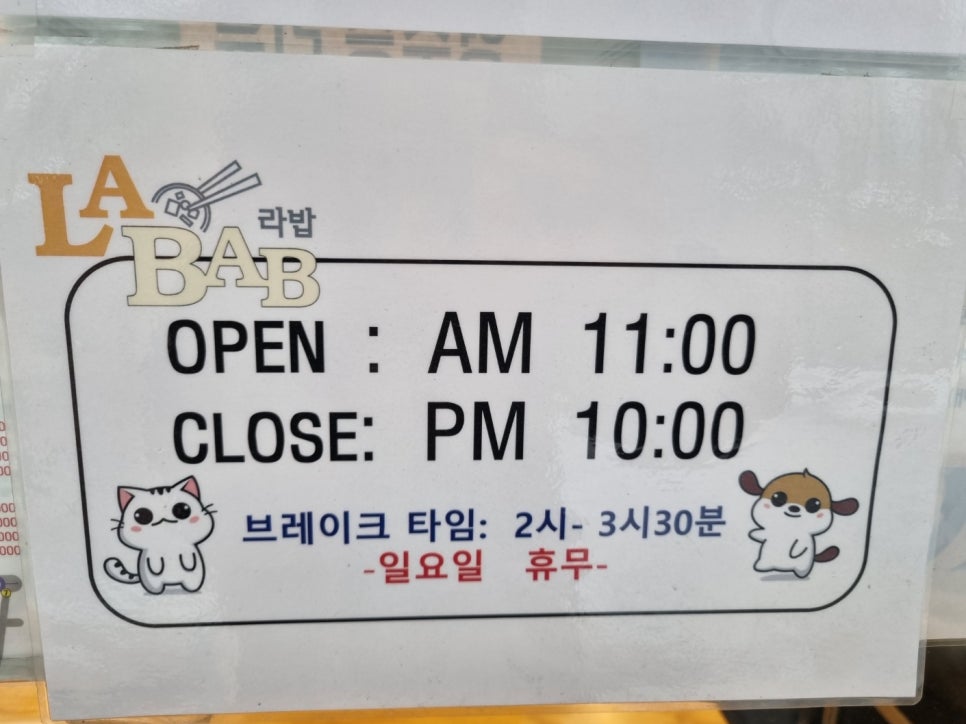 LA
라밥
BAB
OPEN : AM 11:00
CLOSE: PM 10:00
브레이크 타임: 2시- 3시30분
-일요일 휴무-